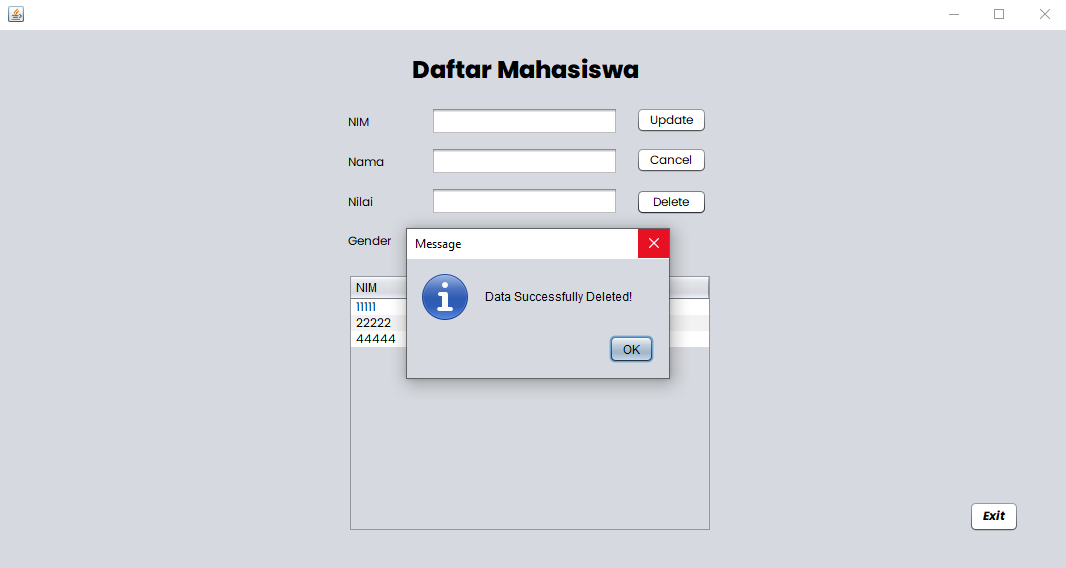 Daftar Mahasiswa
NIM
Update
Nama
Cancel
Nilai
Delete
Gender
Message
Data Successfully Deleted!
OK
NIM
11111
22222
44444
Exit